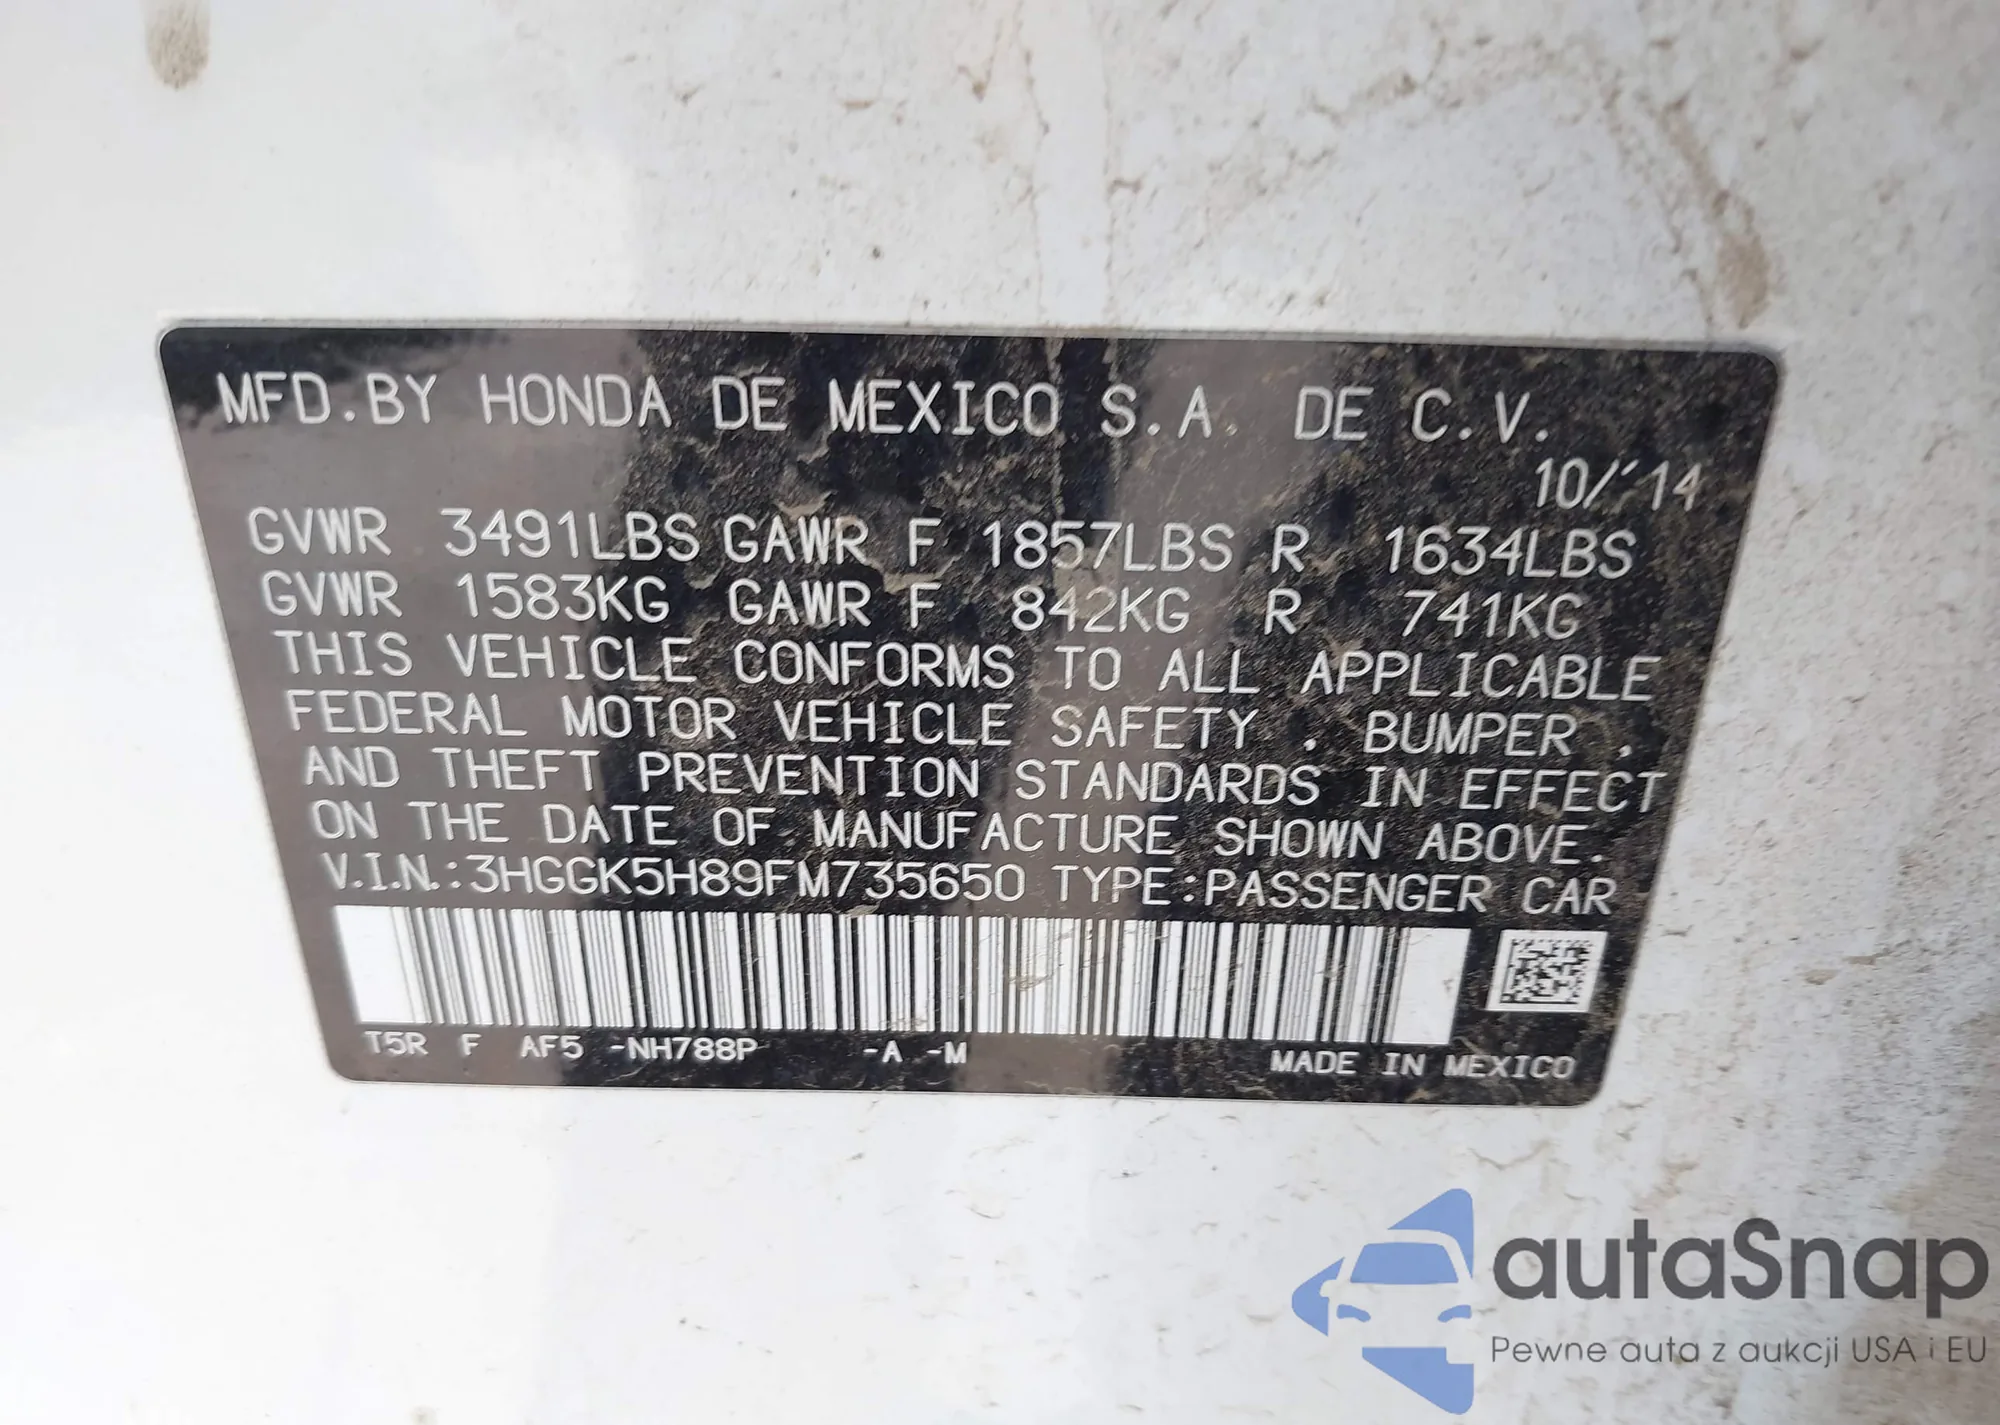 MFD.BY HONDA DE MEXICO S.A. DE C.V.
10/'14
GVWR 3491LBS GAWR F 1857LBS R 1634LBS
GVWR 1583KG GAWR F 842KG R 741KG
THIS VEHICLE CONFORMS TO ALL APPLICABLE
FEDERAL MOTOR VEHICLE SAFETY , BUMPER ,
AND THEFT PREVENTION STANDARDS IN EFFECT
ON THE DATE OF MANUFACTURE SHOWN ABOVE.
V.I.N.:3HGGK5H89FM735650 TYPE:PASSENGER CAR
T5R F AF5 -NH788P -A -M
MADE IN MEXICO
autaSnap
Pewne auta z aukcji USA i EU